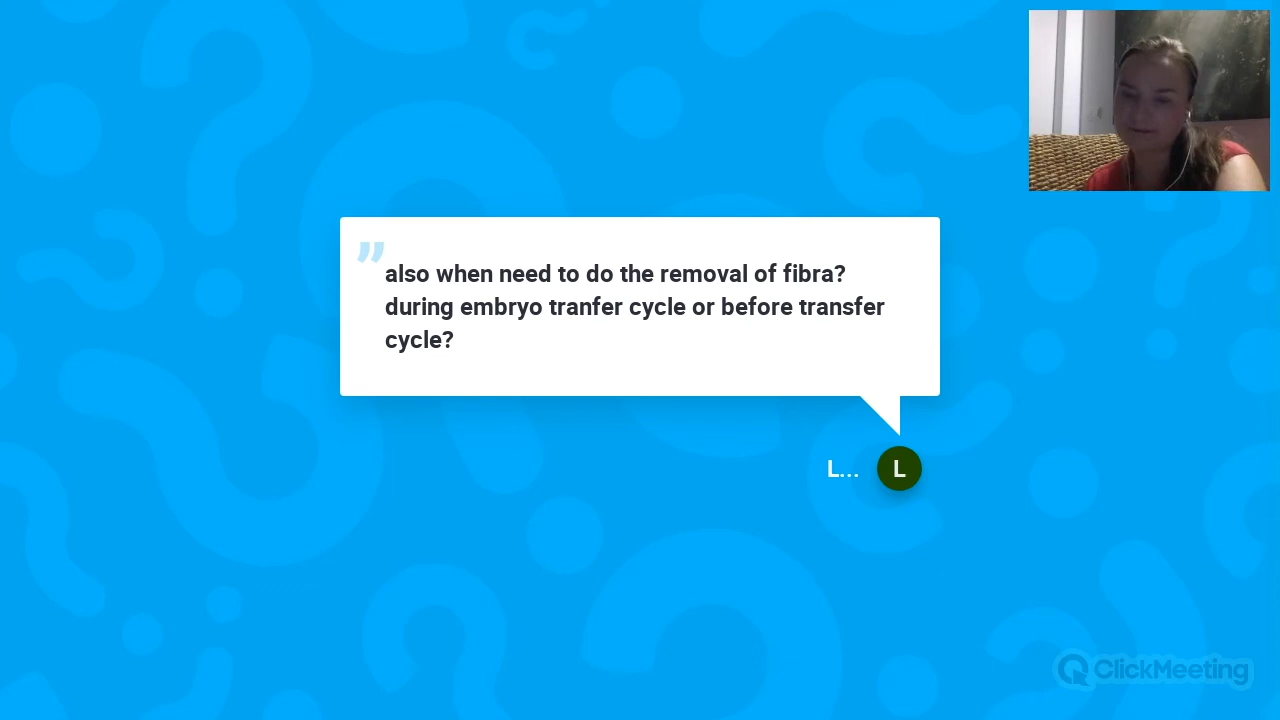 also when need to do the removal of fibra?
during embryo tranfer cycle or before transfer
cycle?
L... L
ClickMeeting